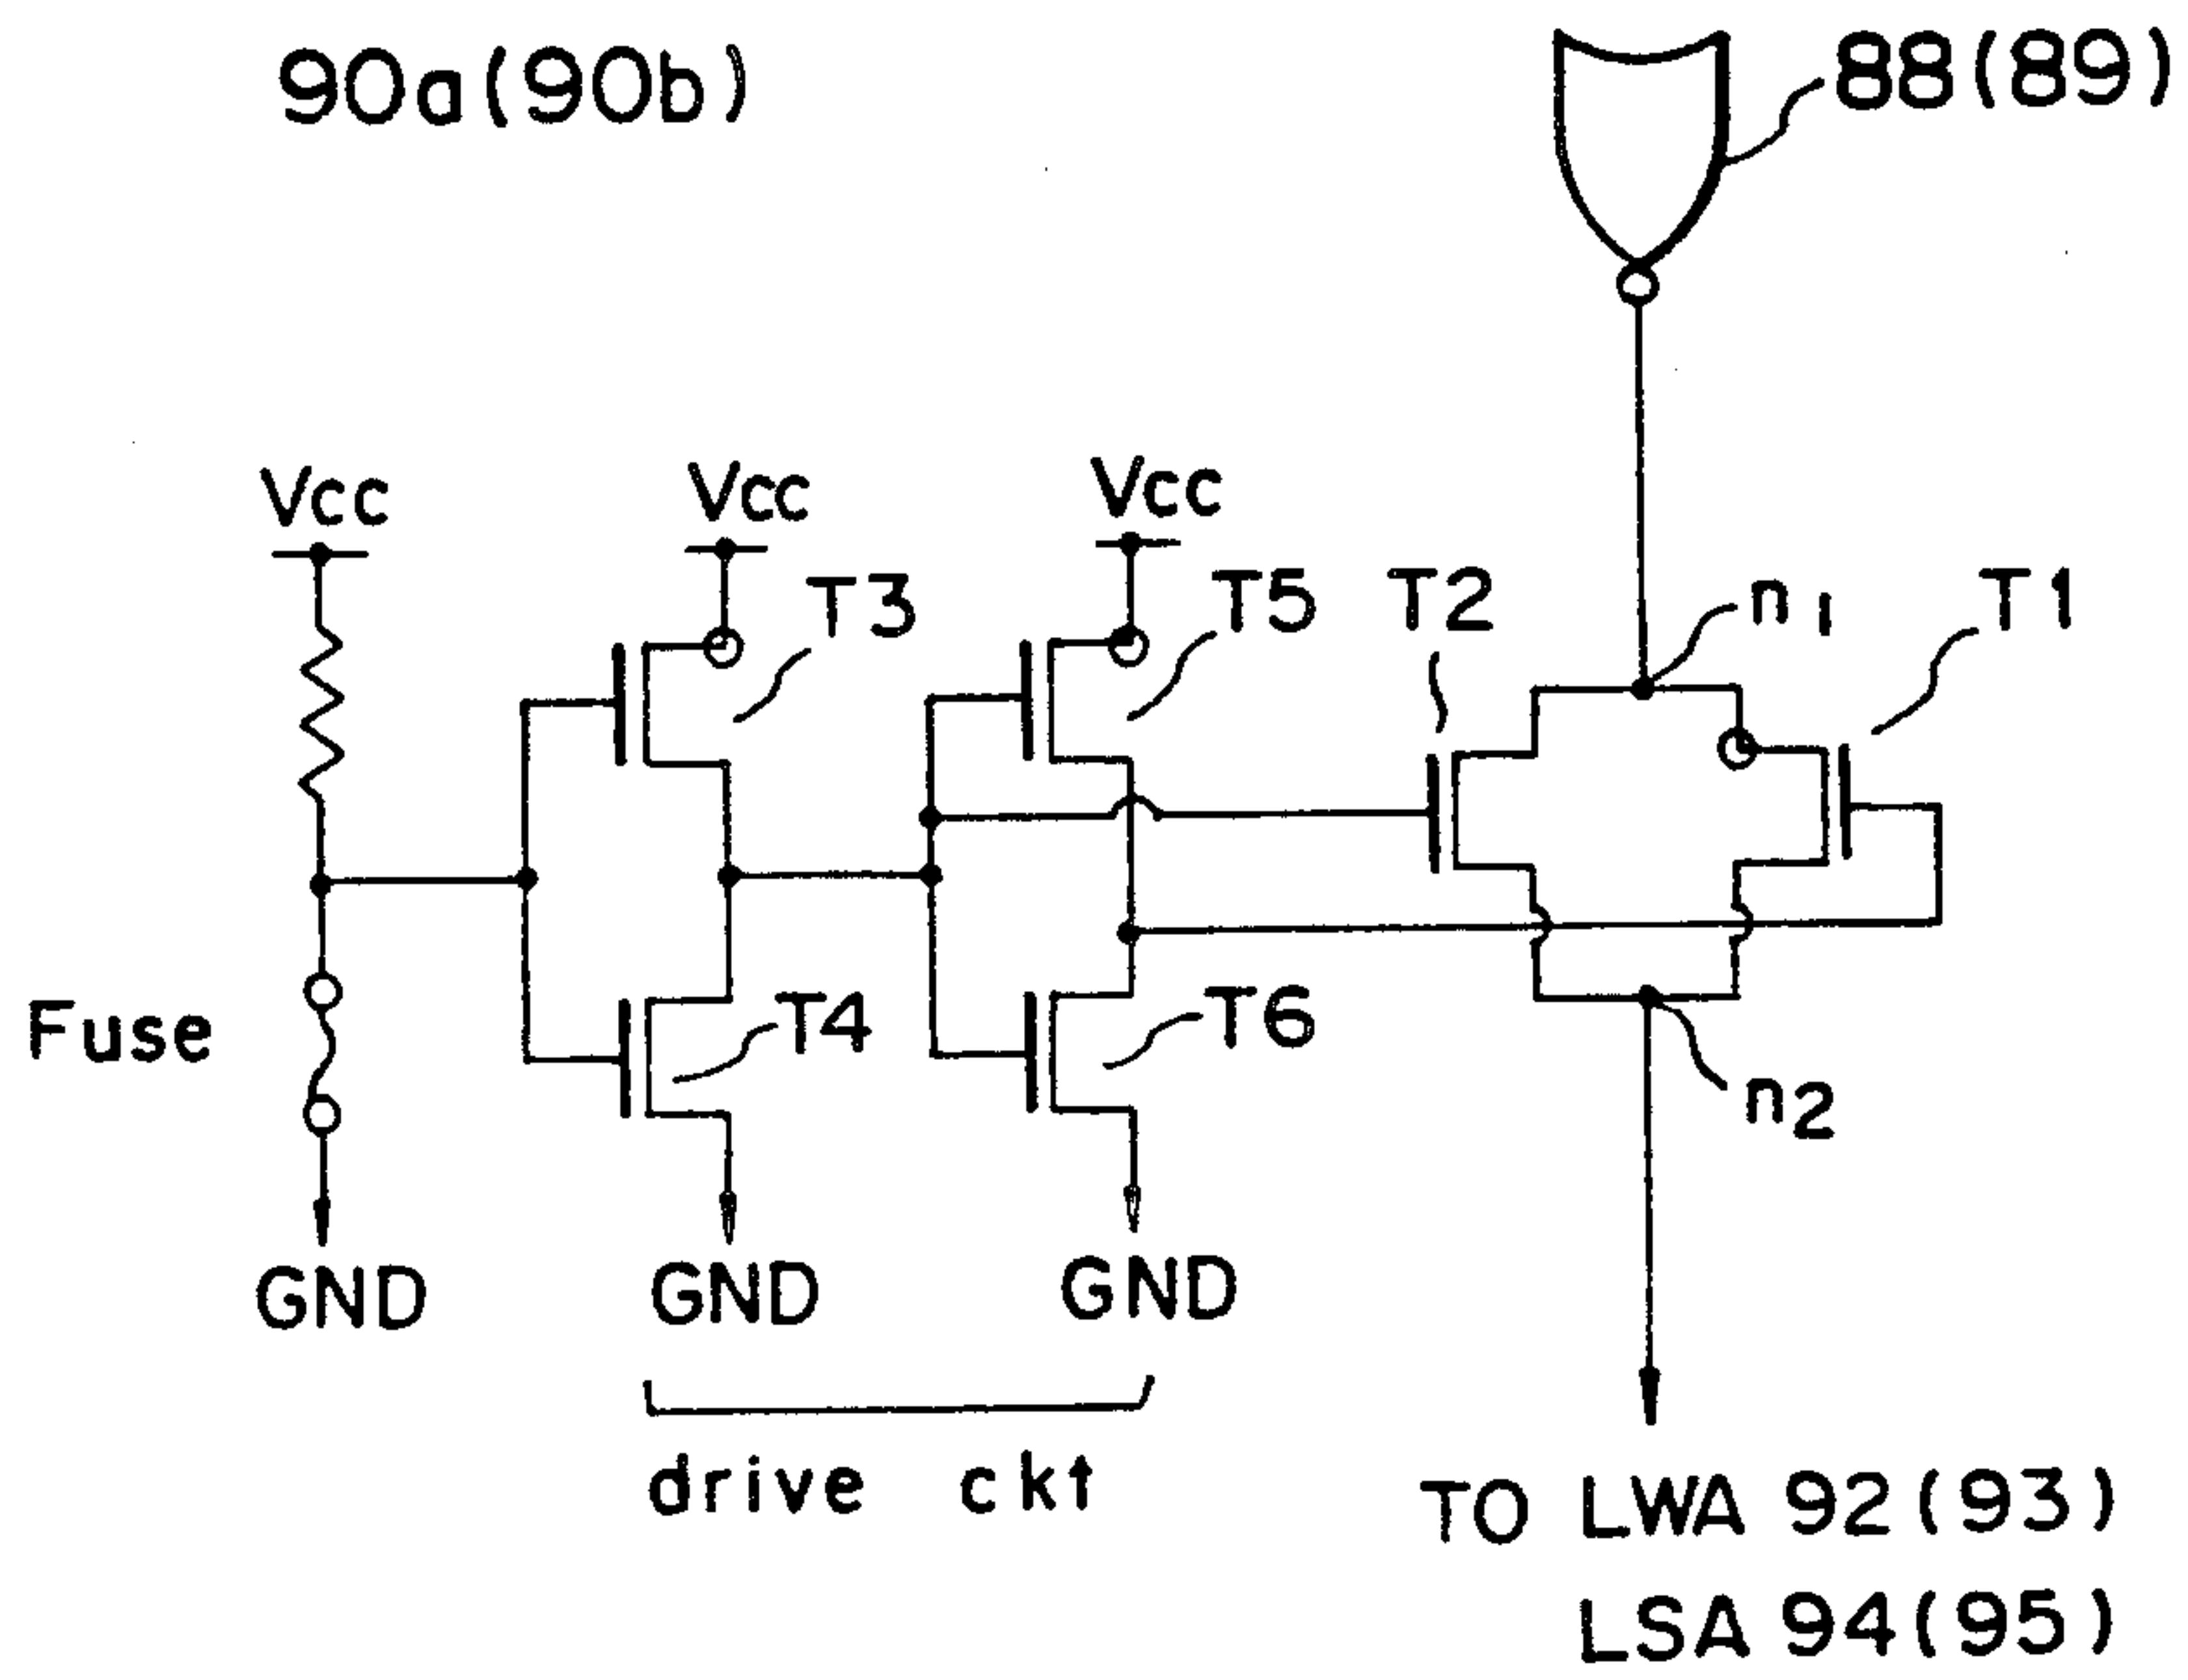 90a(90b)
88(89)
Vcc
Vcc
Vcc
T3
T5
T2
n1
T1
Fuse
T4
T6
n2
GND
GND
GND
drive ckt
TO LWA 92(93)
LSA 94(95)